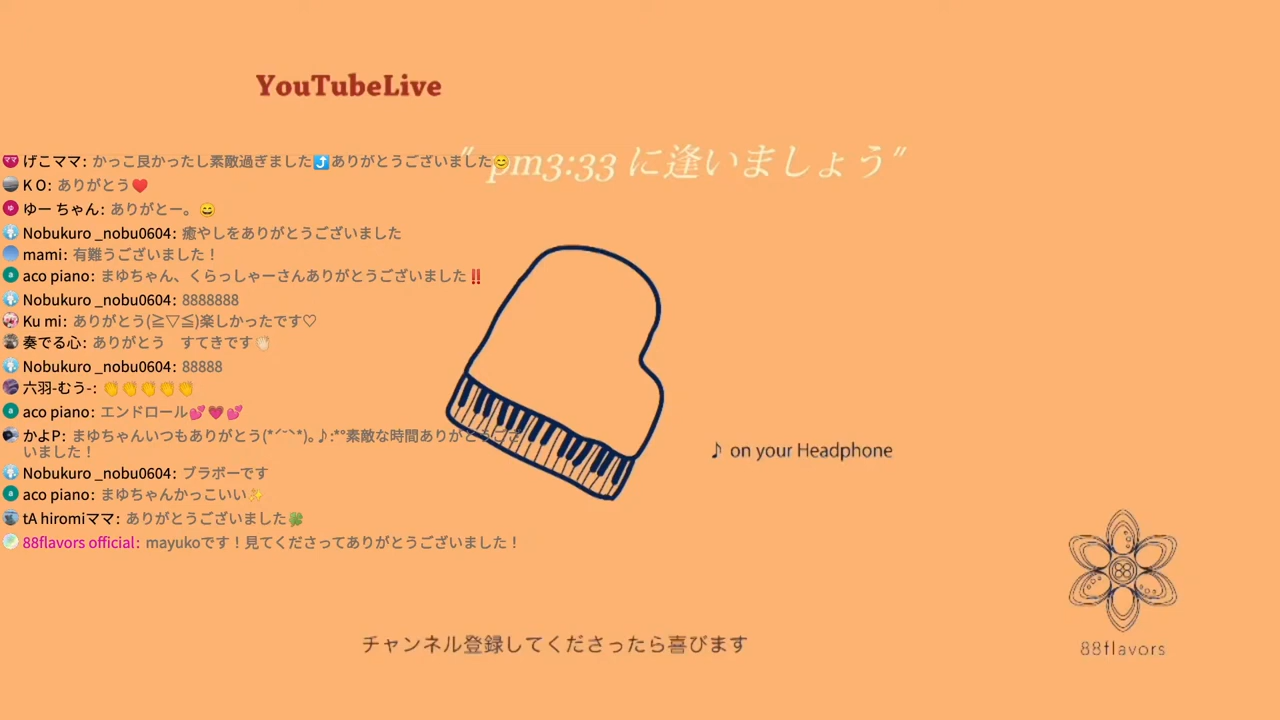 YouTubeLive
"pm3:33 に逢いましょう"
げこママ: かっこ良かったし素敵過ぎました⤴️ありがとうございました😊
K O: ありがとう♥️
ゆー ちゃん: ありがとー。😄
Nobukuro _nobu0604: 癒やしをありがとうございました
mami: 有難うございました！
aco piano: まゆちゃん、くらっしゃーさんありがとうございました‼️
Nobukuro _nobu0604: 8888888
Ku mi: ありがとう(≧▽≦)楽しかったです♡
奏でる心: ありがとう　すてきです👏🏻
Nobukuro _nobu0604: 88888
六羽-むう-: 👏👏👏👏👏
aco piano: エンドロール💕💗💕
かよP: まゆちゃんいつもありがとう(*´˘`*)。♪:*°素敵な時間ありがとうござ
いました！
Nobukuro _nobu0604: ブラボーです
aco piano: まゆちゃんかっこいい✨
tA hiromiママ: ありがとうございました🍀
88flavors official: mayukoです！見てくださってありがとうございました！
♪ on your Headphone
チャンネル登録してくださったら喜びます
88
88flavors